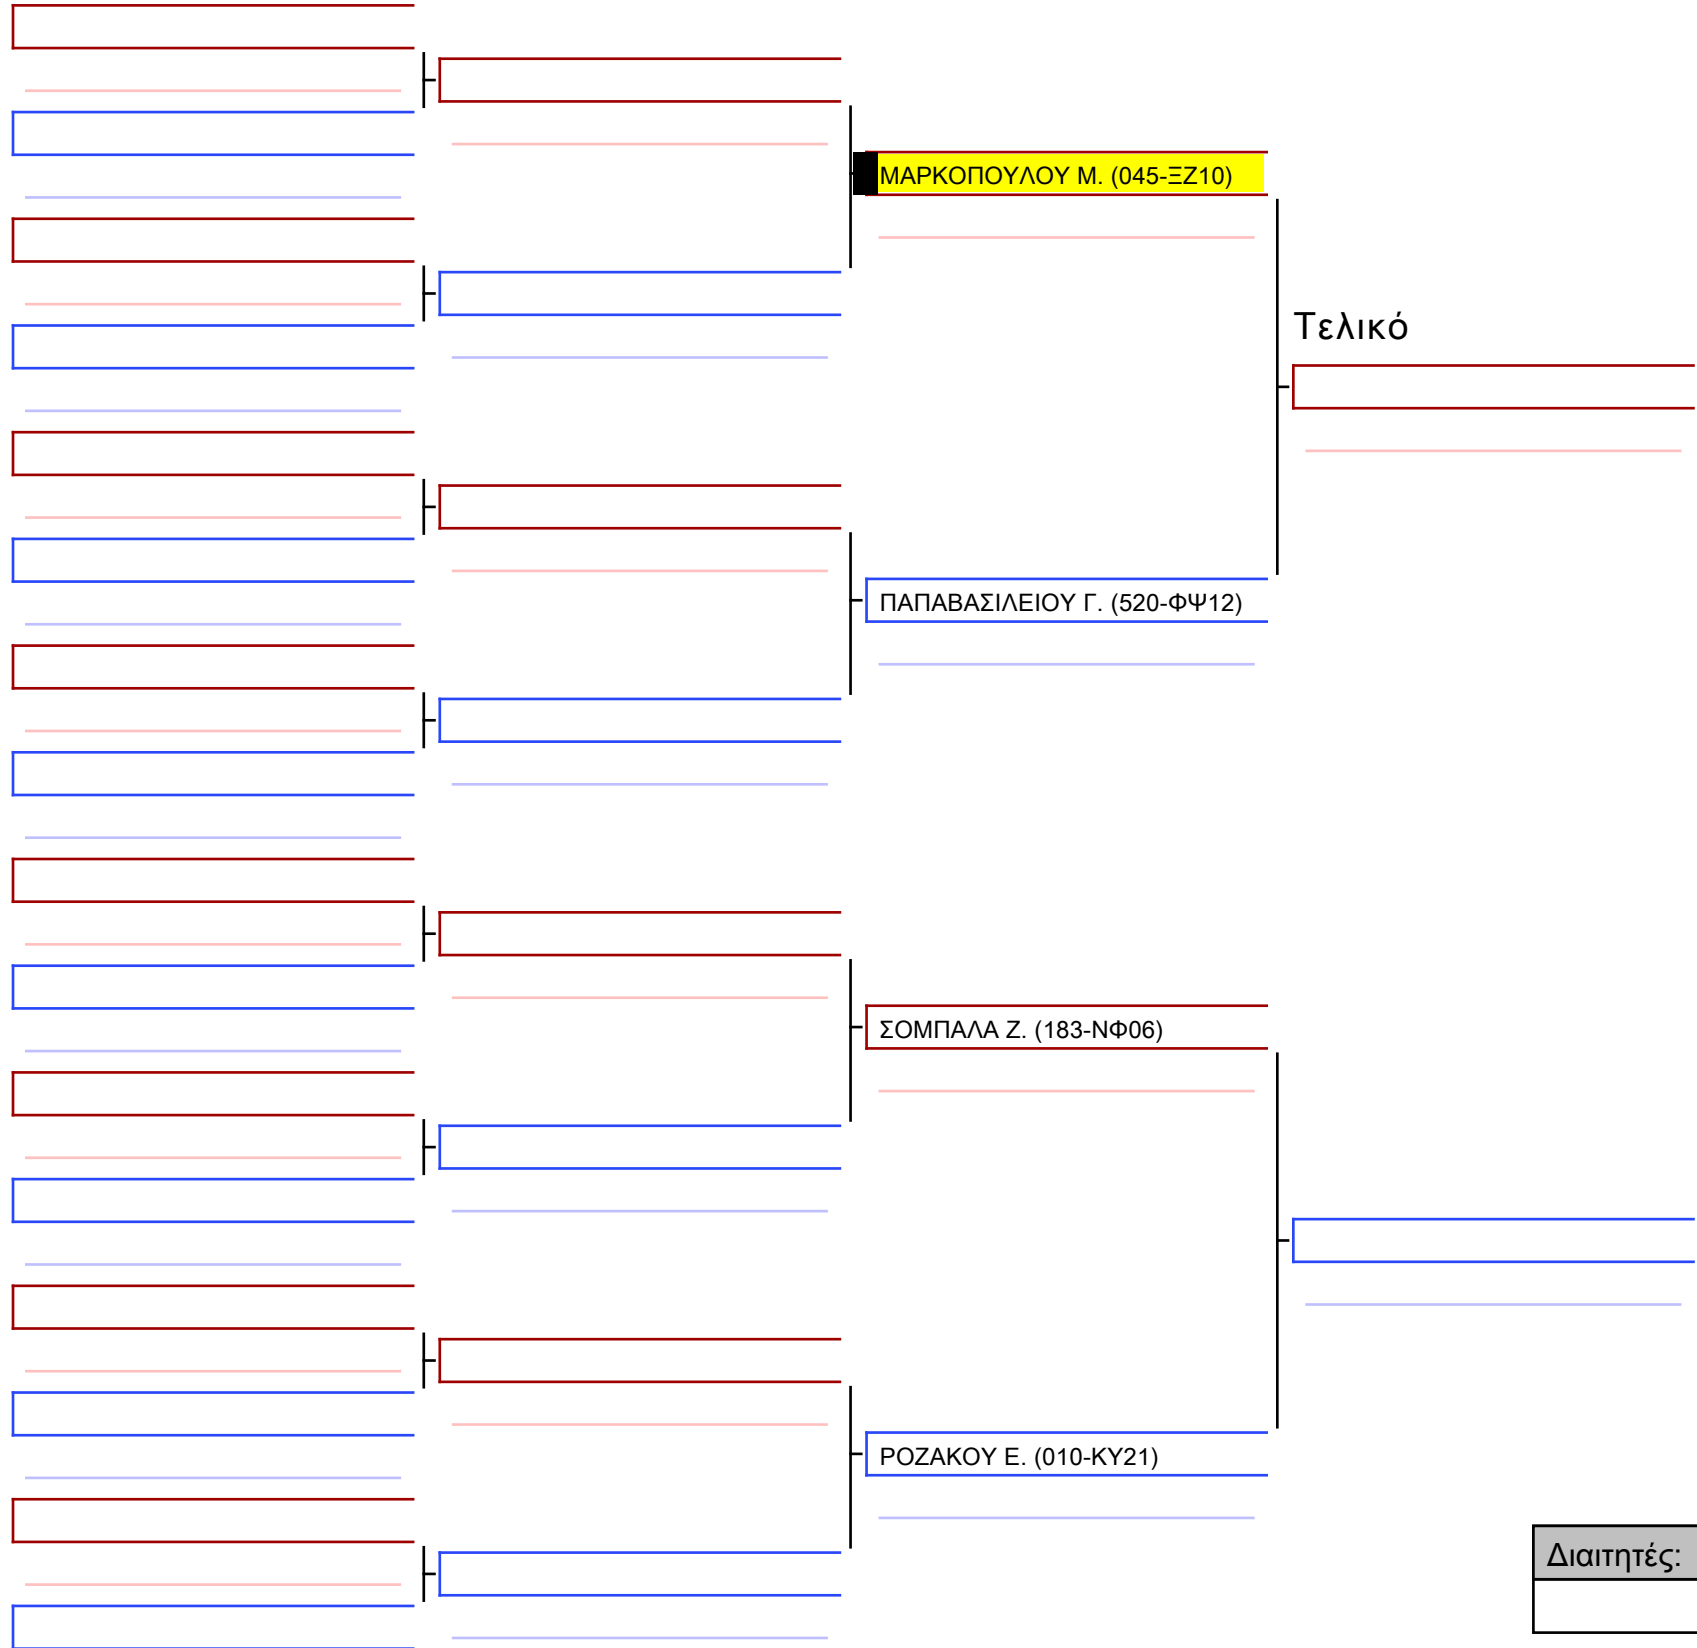 ΜΑΡΚΟΠΟΥΛΟΥ Μ. (045-ΞΖ10)
Τελικό
ΠΑΠΑΒΑΣΙΛΕΙΟΥ Γ. (520-ΦΨ12)
ΣΟΜΠΑΛΑ Ζ. (183-ΝΦ06)
ΡΟΖΑΚΟΥ Ε. (010-ΚΥ21)
Διαιτητές: